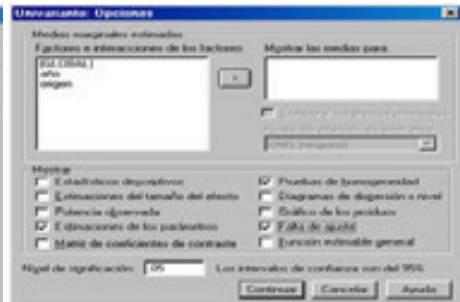 Univariante: Opciones
Medias marginales estimadas
Factores e interacciones de los factores:
Mostrar las medias para:
(GLOBAL)
año
origen
Mostrar
Estadísticos descriptivos
Pruebas de homogeneidad
Estimaciones del tamaño del efecto
Diagramas de dispersión x nivel
Potencia observada
Gráfico de los residuos
Estimaciones de los parámetros
Falta de ajuste
Matriz de coeficientes de contraste
Función estimable general
Nivel de significación: .05 Los intervalos de confianza son del 95%
Continuar Cancelar Ayuda